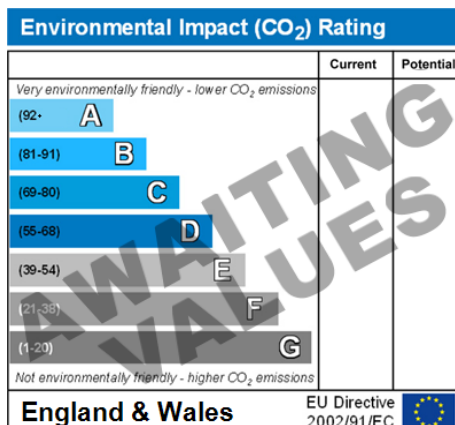 Environmental Impact (CO₂) Rating
Current Potential
Very environmentally friendly - lower CO₂ emissions
(92+ A
(81-91) B
(69-80) C
(55-68) D
(39-54) E
(21-38) F
(1-20) G
Not environmentally friendly - higher CO₂ emissions
AWAITING
VALUES
England & Wales
EU Directive
2002/91/EC